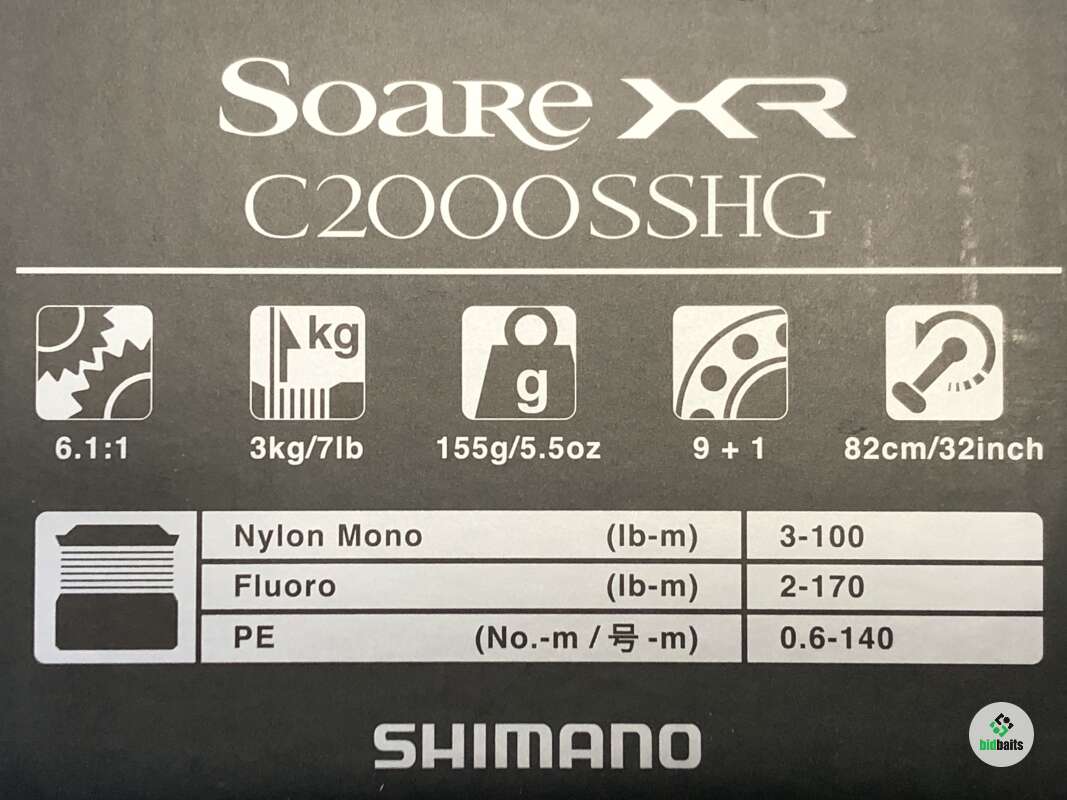 Soare XR
C2000SSHG
kg
g
6.1:1 3kg/7lb 155g/5.5oz 9 + 1 82cm/32inch
Nylon Mono (lb-m) 3-100
Fluoro (lb-m) 2-170
PE (No.-m / 号 -m) 0.6-140
SHIMANO
bidbaits